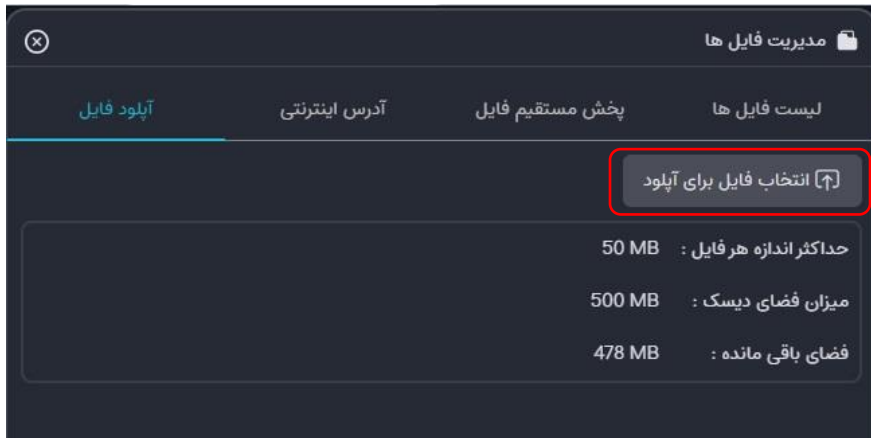 مدیریت فایل ها
لیست فایل ها
پخش مستقیم فایل
آدرس اینترنتی
آپلود فایل
انتخاب فایل برای آپلود
حداکثر اندازه هر فایل : 50 MB
میزان فضای دیسک : 500 MB
فضای باقی مانده : 478 MB